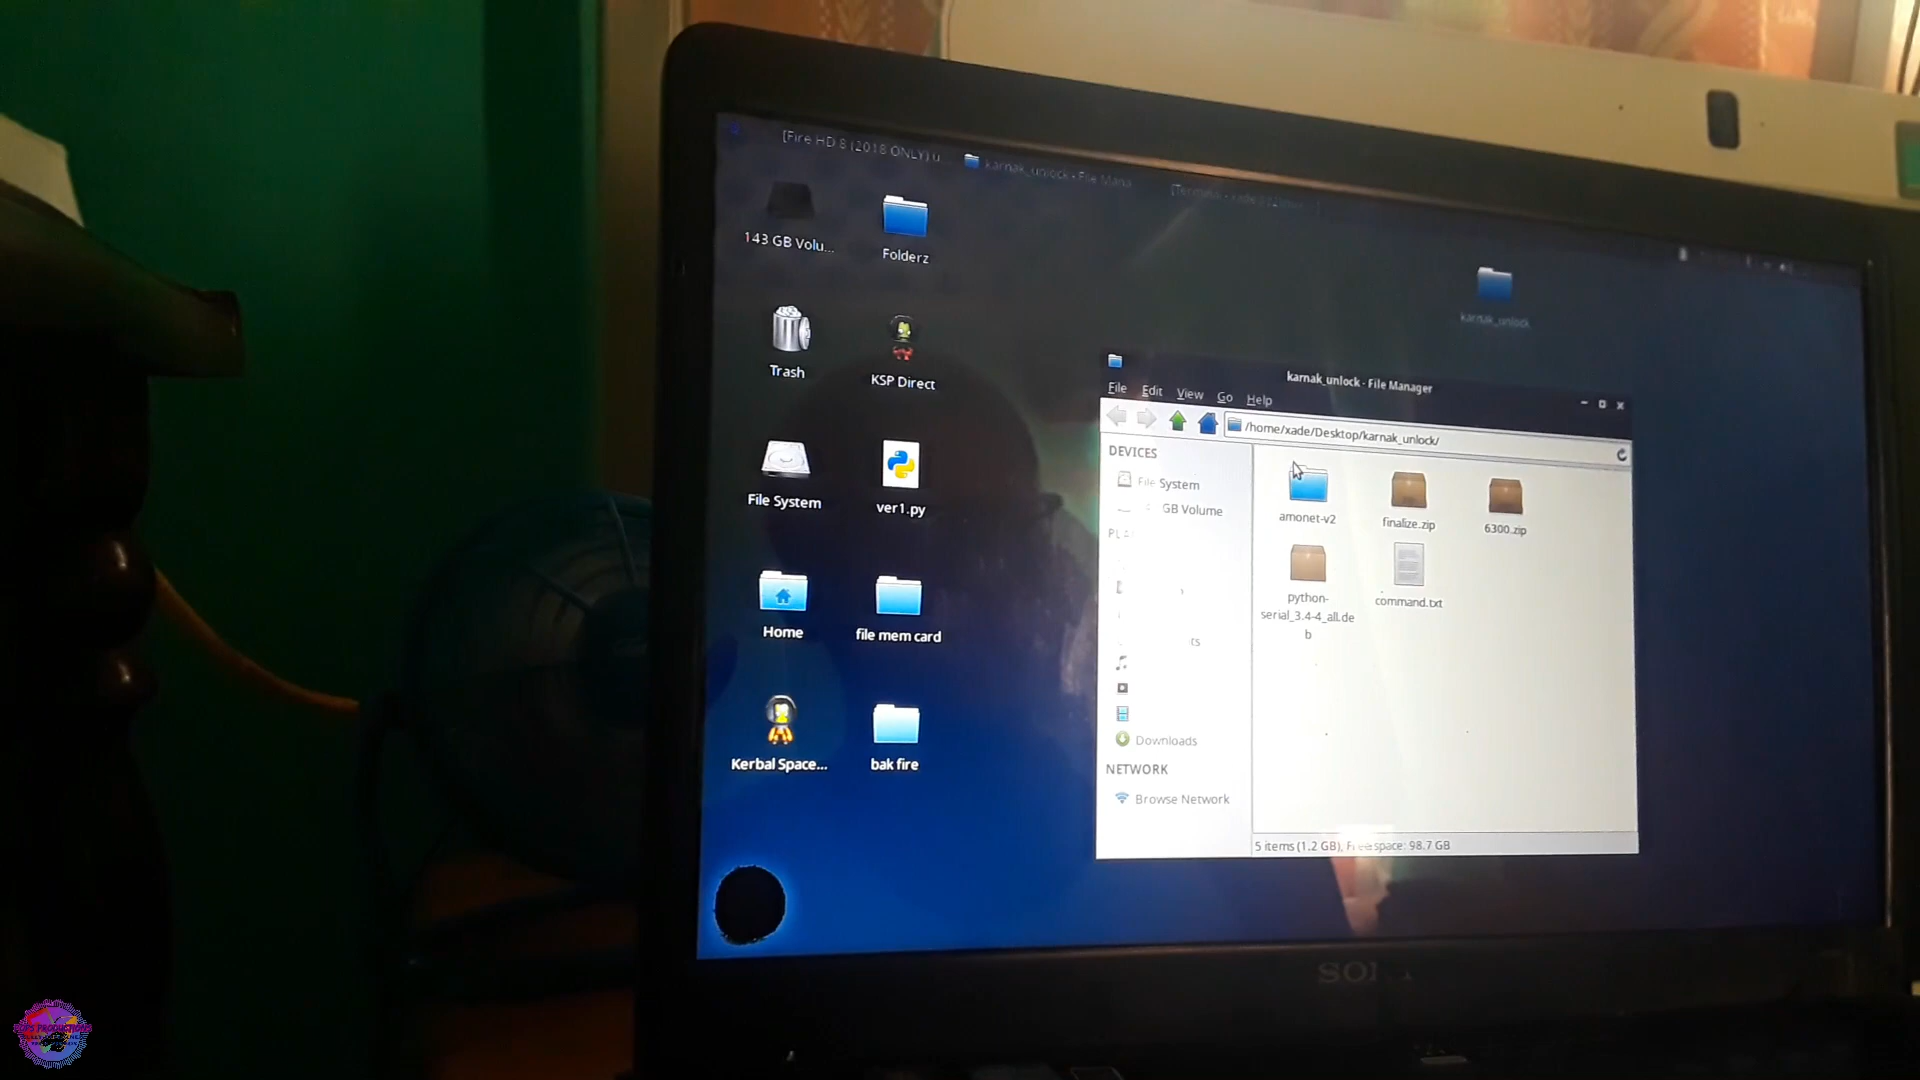 [Fire HD 8 (2018 ONLY) u
karnak_unlock - File Mana
143 GB Volu...
Folderz
Trash
KSP Direct
File System
ver1.py
Home
file mem card
Kerbal Space...
bak fire
karnak_unlock
karnak_unlock - File Manager
File Edit View Go Help
/home/xade/Desktop/karnak_unlock/
DEVICES
File System
GB Volume
Downloads
NETWORK
Browse Network
amonet-v2
finalize.zip
6300.zip
python-
serial_3.4-4_all.de
b
command.txt
5 items (1.2 GB), Free space: 98.7 GB